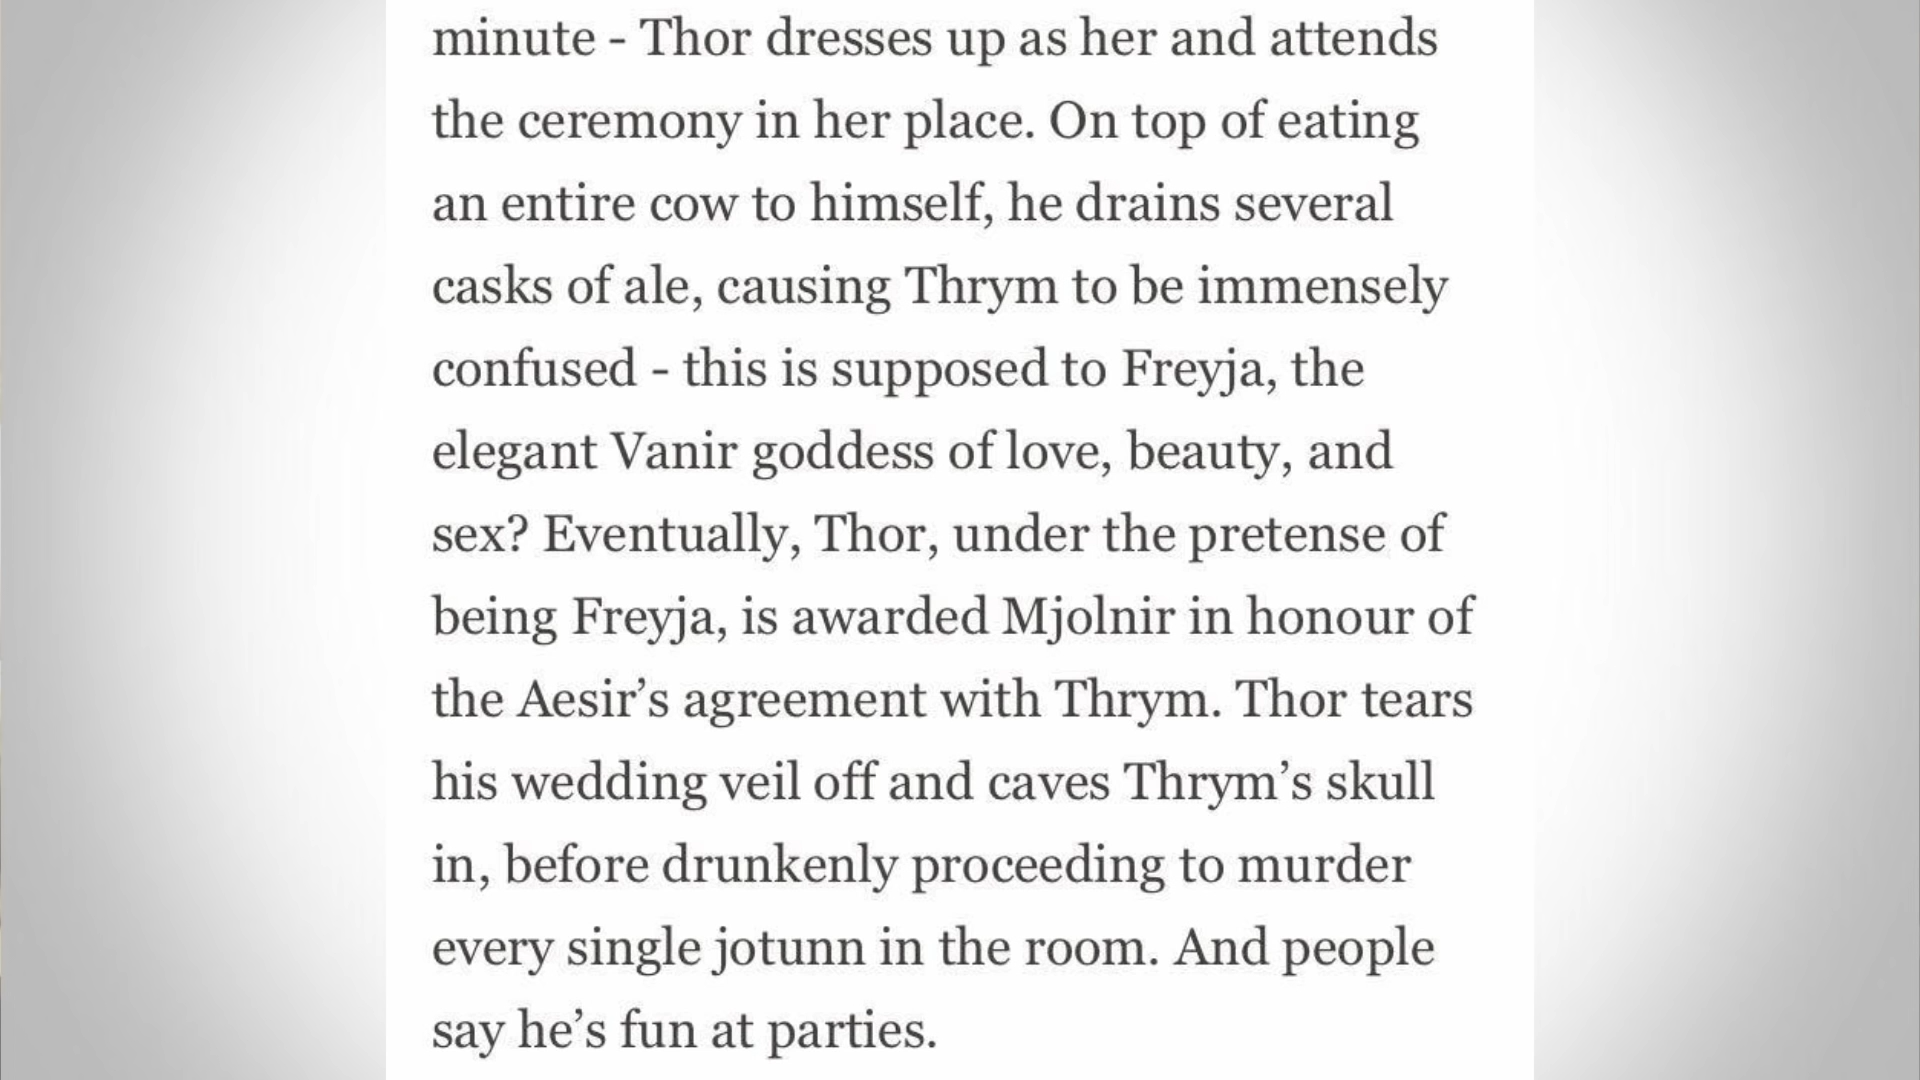 minute - Thor dresses up as her and attends
the ceremony in her place. On top of eating
an entire cow to himself, he drains several
casks of ale, causing Thrym to be immensely
confused - this is supposed to Freyja, the
elegant Vanir goddess of love, beauty, and
sex? Eventually, Thor, under the pretense of
being Freyja, is awarded Mjolnir in honour of
the Aesir’s agreement with Thrym. Thor tears
his wedding veil off and caves Thrym’s skull
in, before drunkenly proceeding to murder
every single jotunn in the room. And people
say he’s fun at parties.